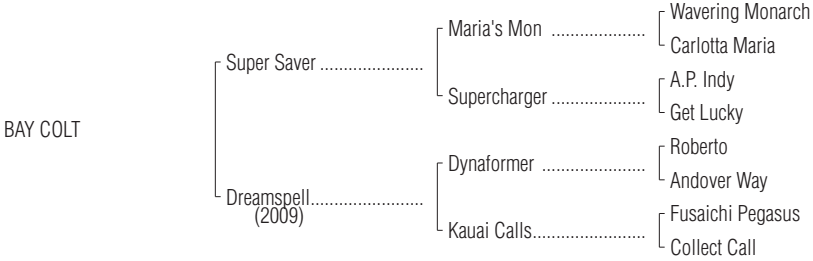 Wavering Monarch
Maria's Mon ......................
Carlotta Maria
Super Saver ......................
A.P. Indy
Supercharger ......................
Get Lucky
BAY COLT
Roberto
Dynaformer ......................
Andover Way
Dreamspell..............................
(2009)
Fusaichi Pegasus
Kauai Calls..............................
Collect Call